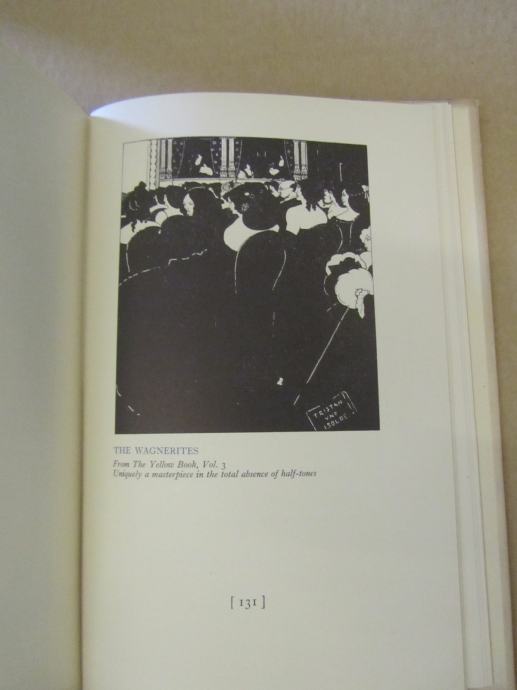 TRISTAN
VND
ISOLDE
THE WAGNERITES
From The Yellow Book, Vol. 3
Uniquely a masterpiece in the total absence of half-tones
[ 131 ]